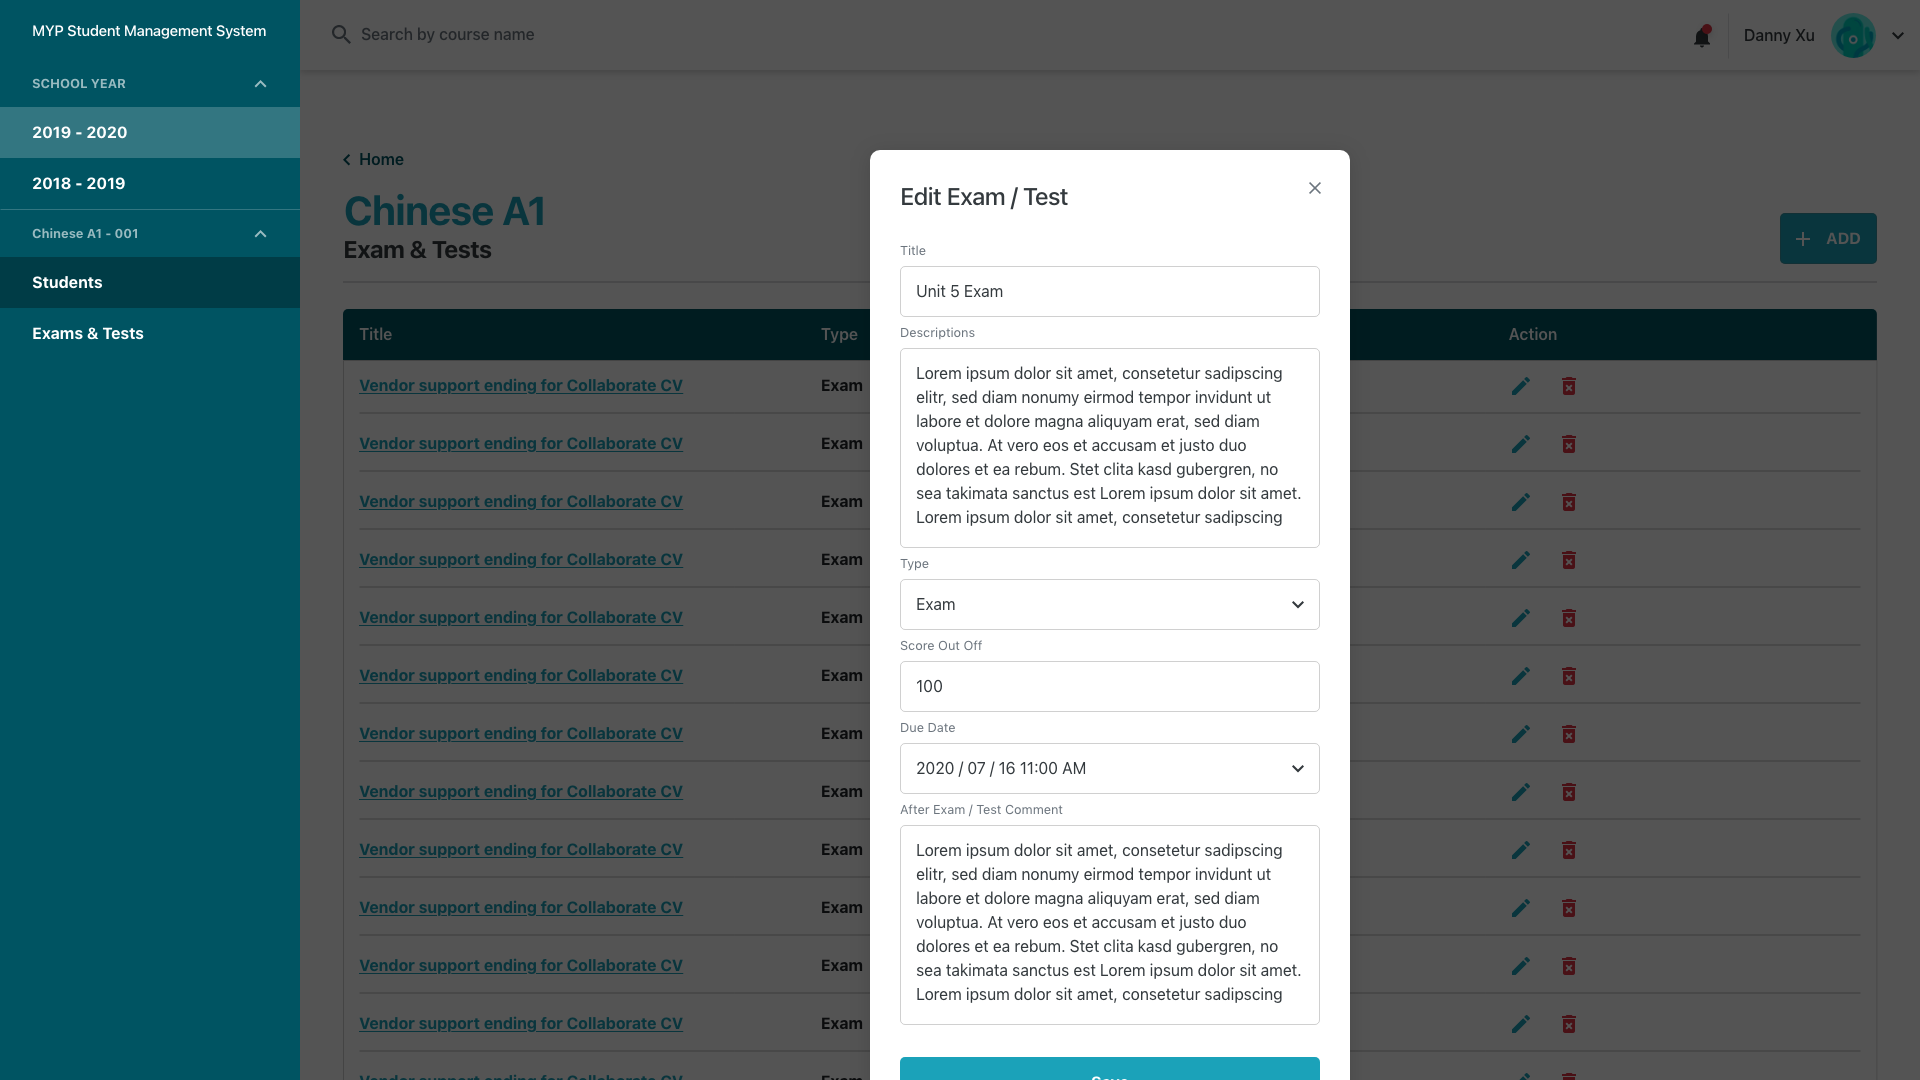 MYP Student Management System
Search by course name
Danny Xu
SCHOOL YEAR
2019 - 2020
2018 - 2019
Chinese A1 - 001
Students
Exams & Tests
Home
Chinese A1
Exam & Tests
ADD
Title
Type
Action
Vendor support ending for Collaborate CV
Exam
Vendor support ending for Collaborate CV
Exam
Vendor support ending for Collaborate CV
Exam
Vendor support ending for Collaborate CV
Exam
Vendor support ending for Collaborate CV
Exam
Vendor support ending for Collaborate CV
Exam
Vendor support ending for Collaborate CV
Exam
Vendor support ending for Collaborate CV
Exam
Vendor support ending for Collaborate CV
Exam
Vendor support ending for Collaborate CV
Exam
Vendor support ending for Collaborate CV
Exam
Vendor support ending for Collaborate CV
Exam
Vendor support ending for Collaborate CV
Exam
Edit Exam / Test
Title
Unit 5 Exam
Descriptions
Lorem ipsum dolor sit amet, consetetur sadipscing
elitr, sed diam nonumy eirmod tempor invidunt ut
labore et dolore magna aliquyam erat, sed diam
voluptua. At vero eos et accusam et justo duo
dolores et ea rebum. Stet clita kasd gubergren, no
sea takimata sanctus est Lorem ipsum dolor sit amet.
Lorem ipsum dolor sit amet, consetetur sadipscing
Type
Exam
Score Out Off
100
Due Date
2020 / 07 / 16 11:00 AM
After Exam / Test Comment
Lorem ipsum dolor sit amet, consetetur sadipscing
elitr, sed diam nonumy eirmod tempor invidunt ut
labore et dolore magna aliquyam erat, sed diam
voluptua. At vero eos et accusam et justo duo
dolores et ea rebum. Stet clita kasd gubergren, no
sea takimata sanctus est Lorem ipsum dolor sit amet.
Lorem ipsum dolor sit amet, consetetur sadipscing
Save